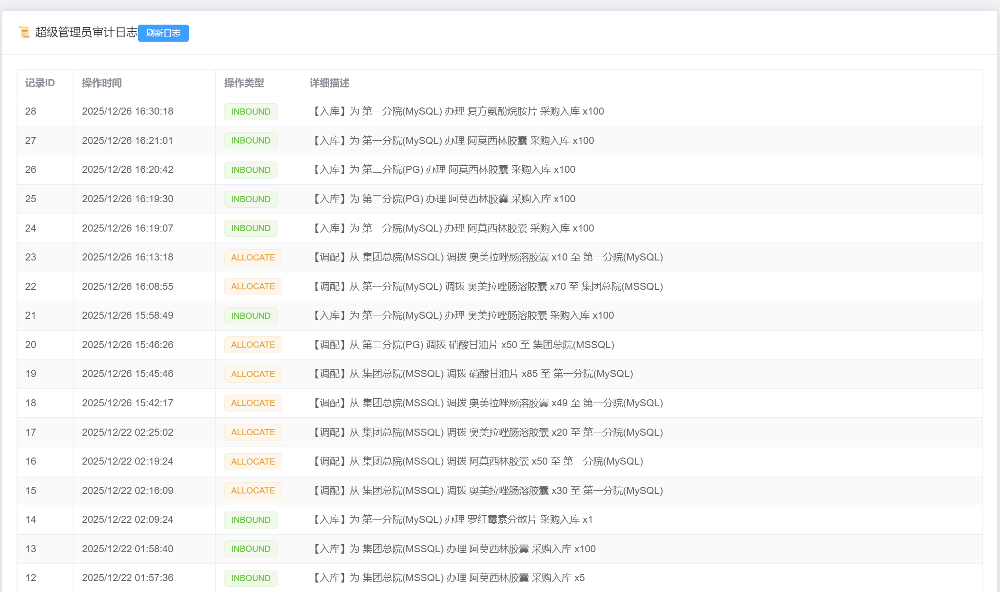 超级管理员审计日志 刷新日志
记录ID 操作时间 操作类型 详细描述
28 2025/12/26 16:30:18 INBOUND 【入库】为 第一分院(MySQL) 办理 复方氨酚烷胺片 采购入库 x100
27 2025/12/26 16:21:01 INBOUND 【入库】为 第一分院(MySQL) 办理 阿莫西林胶囊 采购入库 x100
26 2025/12/26 16:20:42 INBOUND 【入库】为 第二分院(PG) 办理 阿莫西林胶囊 采购入库 x100
25 2025/12/26 16:19:30 INBOUND 【入库】为 第二分院(PG) 办理 阿莫西林胶囊 采购入库 x100
24 2025/12/26 16:19:07 INBOUND 【入库】为 第一分院(MySQL) 办理 阿莫西林胶囊 采购入库 x100
23 2025/12/26 16:13:18 ALLOCATE 【调配】从 集团总院(MSSQL) 调拨 奥美拉唑肠溶胶囊 x10 至 第一分院(MySQL)
22 2025/12/26 16:08:55 ALLOCATE 【调配】从 第一分院(MySQL) 调拨 奥美拉唑肠溶胶囊 x70 至 集团总院(MSSQL)
21 2025/12/26 15:58:49 INBOUND 【入库】为 第一分院(MySQL) 办理 奥美拉唑肠溶胶囊 采购入库 x100
20 2025/12/26 15:46:26 ALLOCATE 【调配】从 第二分院(PG) 调拨 硝酸甘油片 x50 至 集团总院(MSSQL)
19 2025/12/26 15:45:46 ALLOCATE 【调配】从 集团总院(MSSQL) 调拨 硝酸甘油片 x85 至 第一分院(MySQL)
18 2025/12/26 15:42:17 ALLOCATE 【调配】从 集团总院(MSSQL) 调拨 奥美拉唑肠溶胶囊 x49 至 第一分院(MySQL)
17 2025/12/22 02:25:02 ALLOCATE 【调配】从 集团总院(MSSQL) 调拨 奥美拉唑肠溶胶囊 x20 至 第一分院(MySQL)
16 2025/12/22 02:19:24 ALLOCATE 【调配】从 集团总院(MSSQL) 调拨 阿莫西林胶囊 x50 至 第一分院(MySQL)
15 2025/12/22 02:16:09 ALLOCATE 【调配】从 集团总院(MSSQL) 调拨 奥美拉唑肠溶胶囊 x30 至 第一分院(MySQL)
14 2025/12/22 02:09:24 INBOUND 【入库】为 第一分院(MySQL) 办理 罗红霉素分散片 采购入库 x1
13 2025/12/22 01:58:40 INBOUND 【入库】为 集团总院(MSSQL) 办理 阿莫西林胶囊 采购入库 x100
12 2025/12/22 01:57:36 INBOUND 【入库】为 集团总院(MSSQL) 办理 阿莫西林胶囊 采购入库 x5